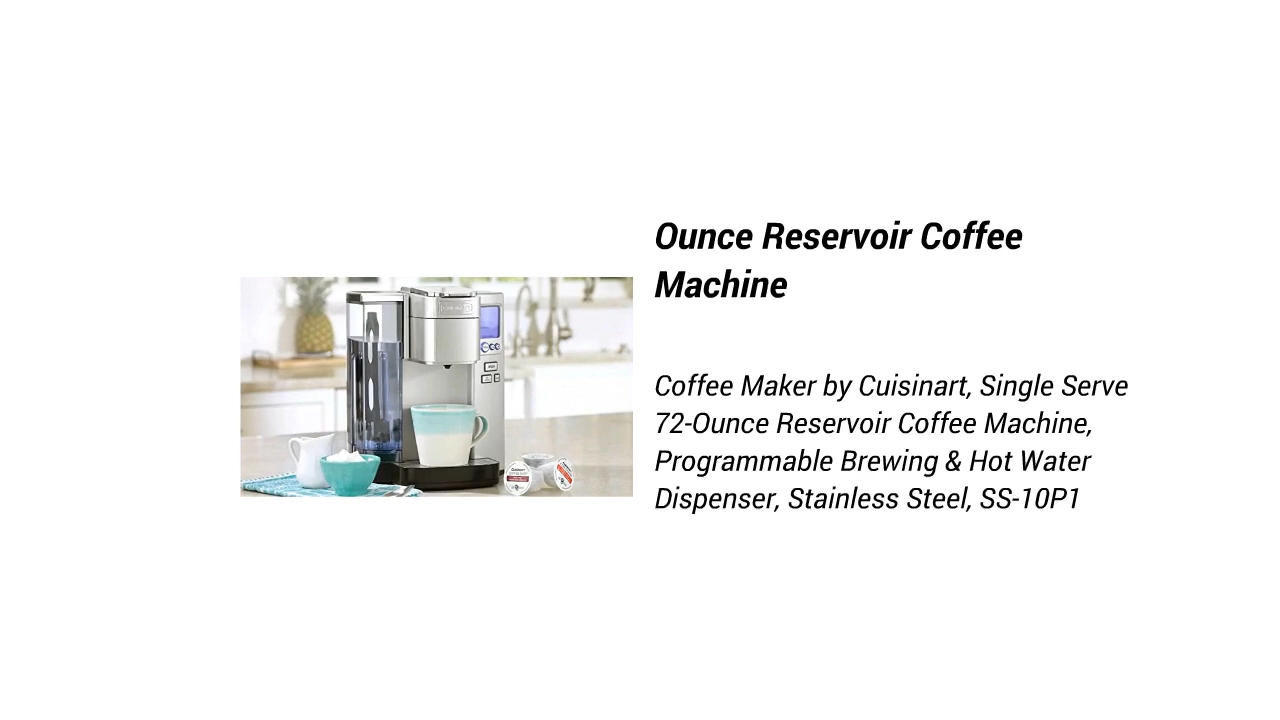 Ounce Reservoir Coffee
Machine
Coffee Maker by Cuisinart, Single Serve
72-Ounce Reservoir Coffee Machine,
Programmable Brewing & Hot Water
Dispenser, Stainless Steel, SS-10P1